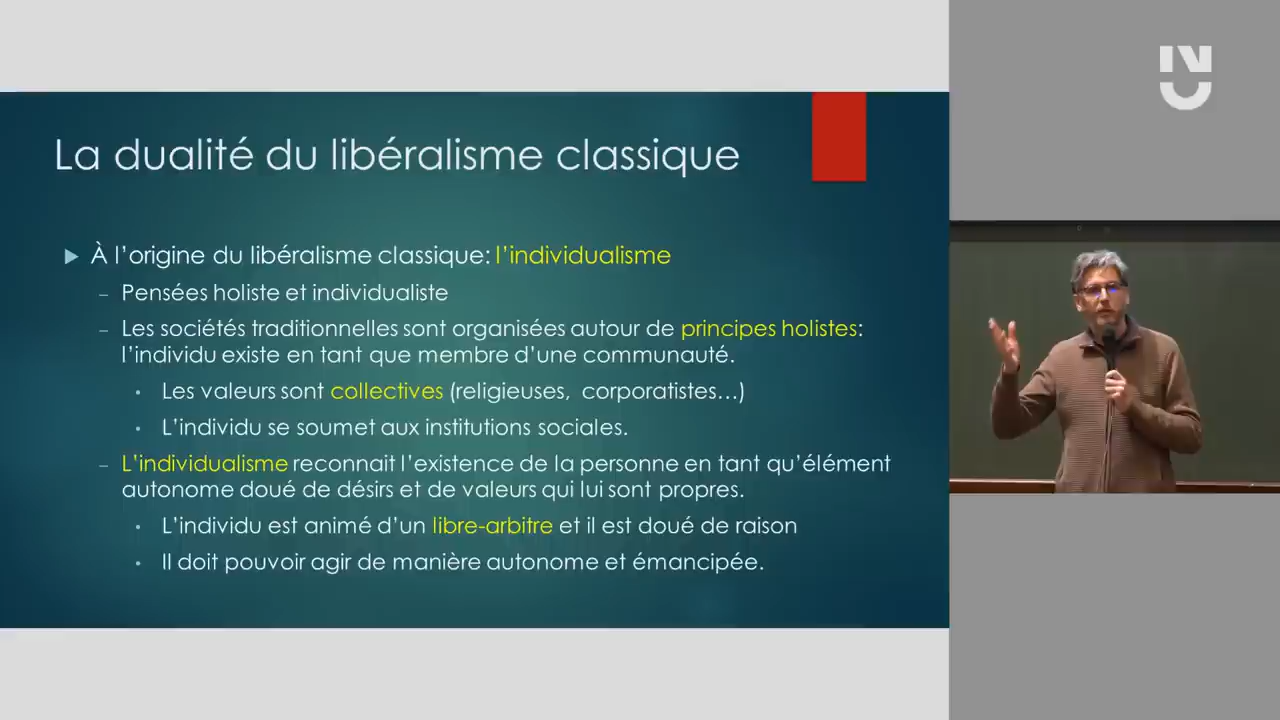 La dualité du libéralisme classique
À l'origine du libéralisme classique: l'individualisme
Pensées holiste et individualiste
Les sociétés traditionnelles sont organisées autour de principes holistes:
l'individu existe en tant que membre d'une communauté.
Les valeurs sont collectives (religieuses, corporatistes…)
L'individu se soumet aux institutions sociales.
L'individualisme reconnait l'existence de la personne en tant qu'élément
autonome doué de désirs et de valeurs qui lui sont propres.
L'individu est animé d'un libre-arbitre et il est doué de raison
Il doit pouvoir agir de manière autonome et émancipée.